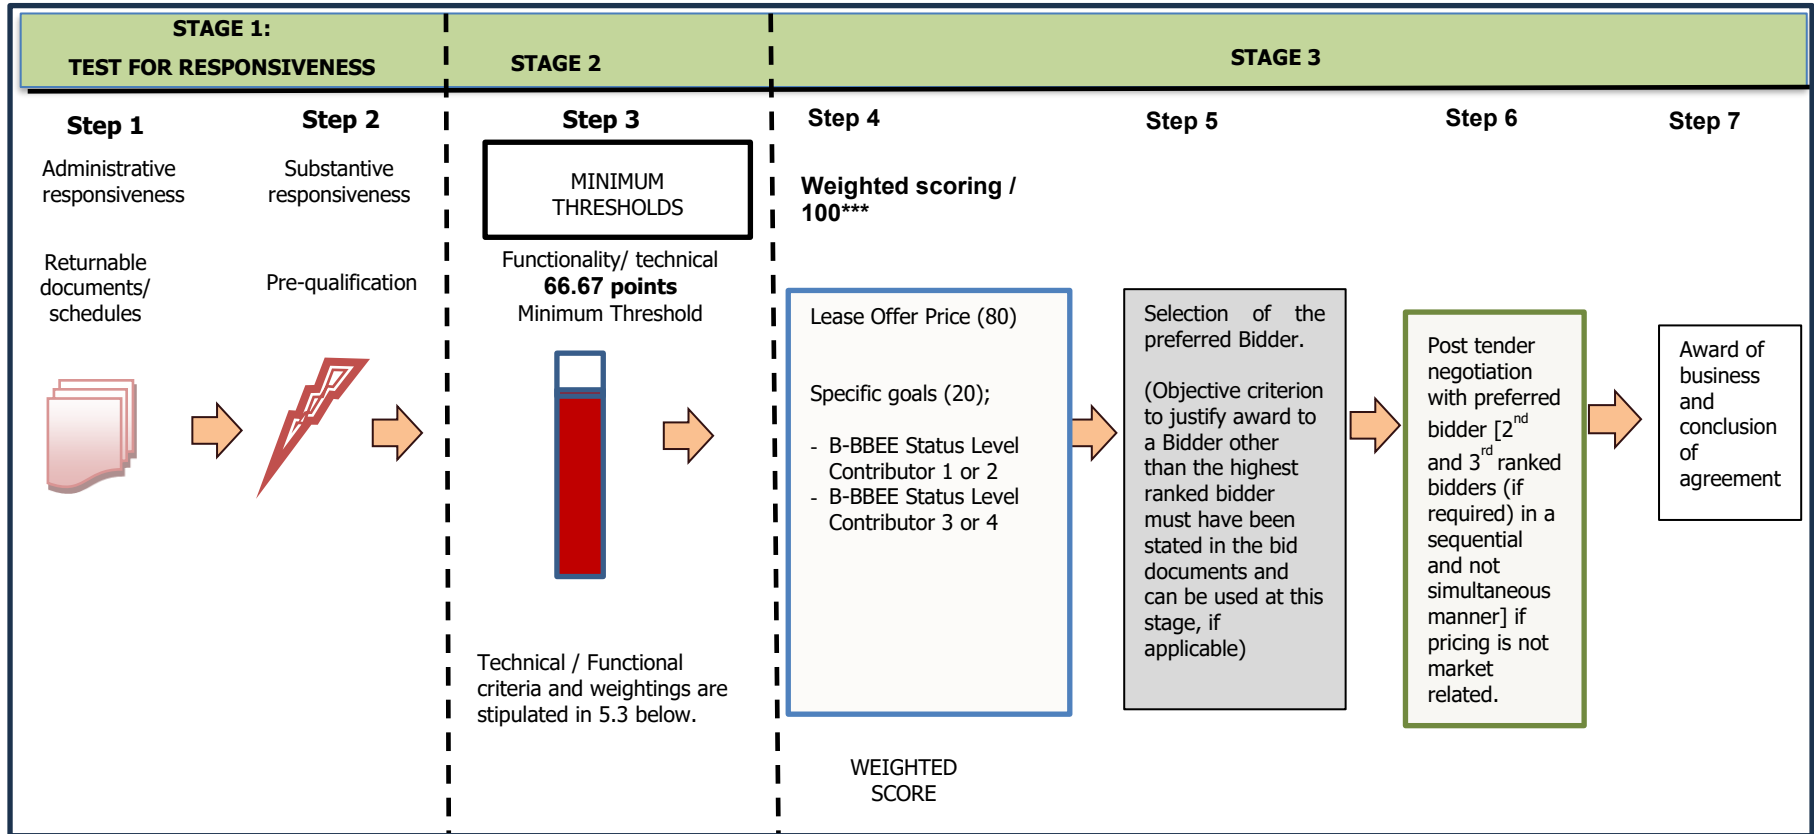 STAGE 1:
TEST FOR RESPONSIVENESS
STAGE 2
STAGE 3
Step 1
Administrative
responsiveness
Returnable
documents/
schedules
Step 2
Substantive
responsiveness
Pre-qualification
Step 3
MINIMUM
THRESHOLDS
Functionality/ technical
66.67 points
Minimum Threshold
Technical / Functional
criteria and weightings are
stipulated in 5.3 below.
Step 4
Weighted scoring /
100***
Lease Offer Price (80)
Specific goals (20);
- B-BBEE Status Level
Contributor 1 or 2
- B-BBEE Status Level
Contributor 3 or 4
WEIGHTED
SCORE
Step 5
Selection of the
preferred Bidder.
(Objective criterion
to justify award to
a Bidder other
than the highest
ranked bidder
must have been
stated in the bid
documents and
can be used at this
stage, if
applicable)
Step 6
Post tender
negotiation
with preferred
bidder [2nd
and 3rd ranked
bidders (if
required) in a
sequential
and not
simultaneous
manner] if
pricing is not
market
related.
Step 7
Award of
business
and
conclusion
of
agreement